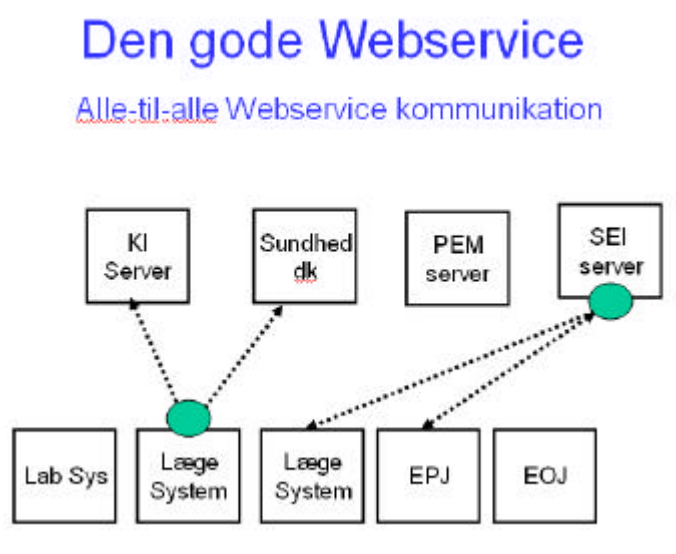 Den gode Webservice
Alle-til-alle Webservice kommunikation
KI
Server
Sundhed
dk
PEM
server
SEI
server
Lab Sys
Læge
System
Læge
System
EPJ
EOJ